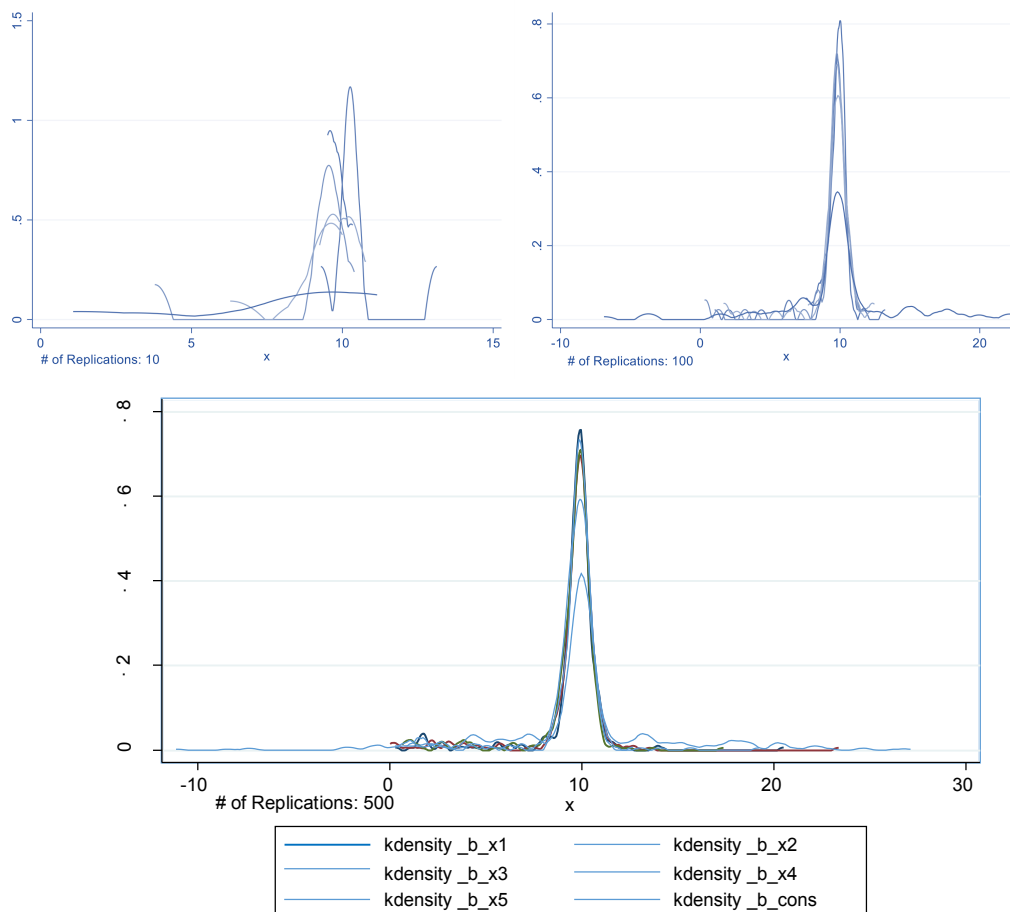 1.5
1
.5
0
0 5 10 15
# of Replications: 10 x
.8
.6
.4
.2
0
-10 0 10 20
# of Replications: 100 x
.8
.6
.4
.2
0
-10 0 10 20 30
# of Replications: 500 x
kdensity _b_x1 kdensity _b_x2
kdensity _b_x3 kdensity _b_x4
kdensity _b_x5 kdensity _b_cons